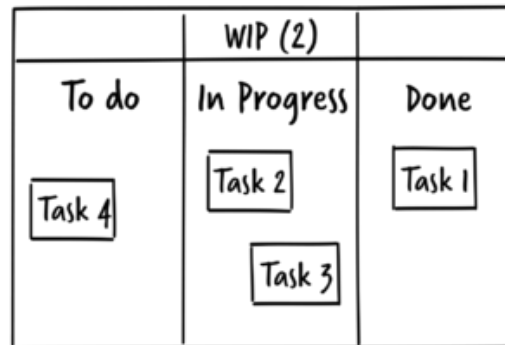 WIP (2)
To do
In Progress
Done
Task 4
Task 2
Task 3
Task 1